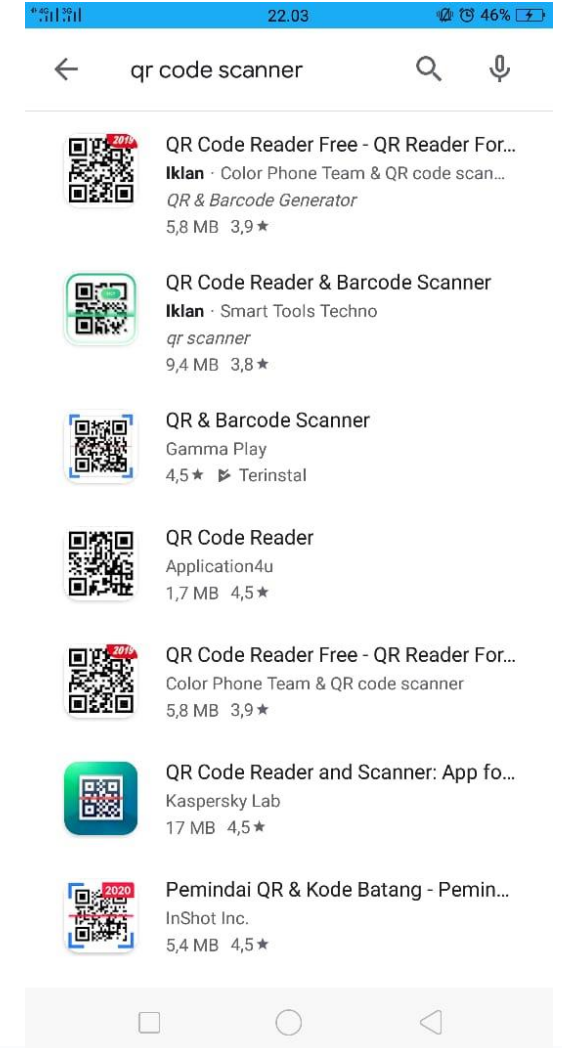 4G 3G 22.03 46%
qr code scanner
2019
QR Code Reader Free - QR Reader For...
Iklan · Color Phone Team & QR code scan...
QR & Barcode Generator
5,8 MB 3,9★
QR Code Reader & Barcode Scanner
Iklan · Smart Tools Techno
qr scanner
9,4 MB 3,8★
QR & Barcode Scanner
Gamma Play
4,5★ Terinstal
QR Code Reader
Application4u
1,7 MB 4,5★
2019
QR Code Reader Free - QR Reader For...
Color Phone Team & QR code scanner
5,8 MB 3,9★
QR Code Reader and Scanner: App fo...
Kaspersky Lab
17 MB 4,5★
2020
Pemindai QR & Kode Batang - Pemin...
InShot Inc.
5,4 MB 4,5★